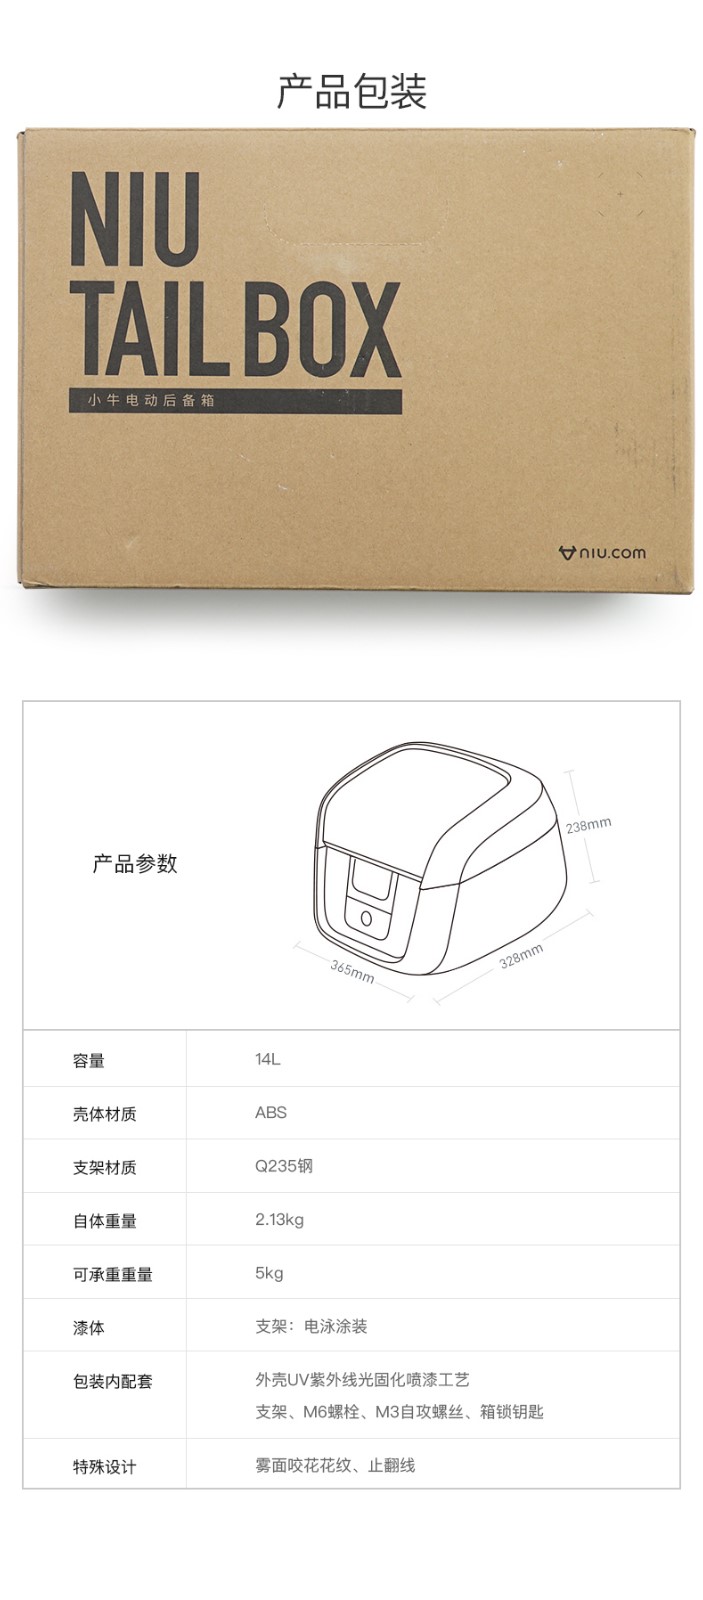 产品包装
NIU
TAIL BOX
小牛电动后备箱
niu.com
产品参数
238mm
365mm
328mm
容量 14L
壳体材质 ABS
支架材质 Q235钢
自体重量 2.13kg
可承重重量 5kg
漆体 支架：电泳涂装
包装内配套 外壳UV紫外线光固化喷漆工艺
支架、M6螺栓、M3自攻螺丝、箱锁钥匙
特殊设计 雾面咬花花纹、止翻线